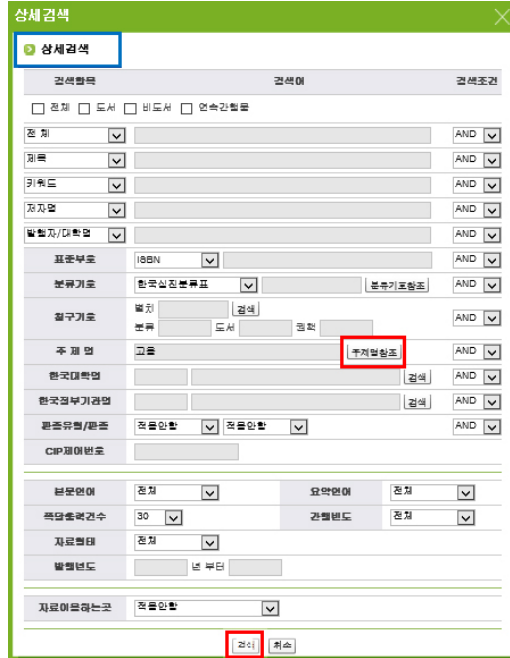 상세검색
상세검색
검색항목 검색어 검색조건
전체 도서 비도서 연속간행물
전 체 AND
제목 AND
키워드 AND
저자명 AND
발행자/대학명 AND
표준부호 ISBN AND
분류기호 한국십진분류표 분류기호참조 AND
청구기호 별치 검색 AND
분류 도서 권책
주 제 명 고을 주제명참조 AND
한국대학명 검색 AND
한국정부기관명 검색 AND
판종유형/판종 적용안함 적용안함 AND
CIP제어번호
본문언어 전체 요약언어 전체
쪽당출력건수 30 간행빈도 전체
자료형태 전체
발행년도 년 부터
자료이용하는곳 적용안함
검색 취소